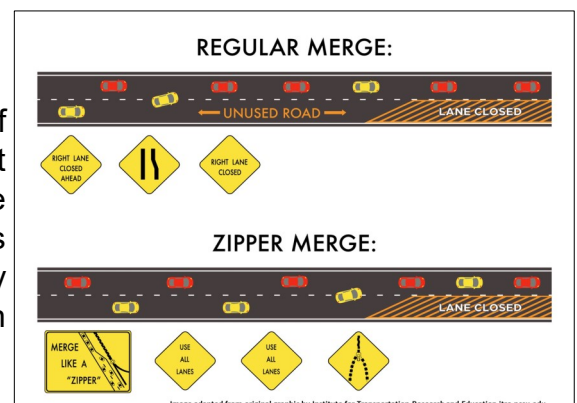 REGULAR MERGE:
UNUSED ROAD
LANE CLOSED
RIGHT LANE
CLOSED
AHEAD
RIGHT LANE
CLOSED
ZIPPER MERGE:
LANE CLOSED
MERGE
LIKE A
"ZIPPER"
USE
ALL
LANES
USE
ALL
LANES